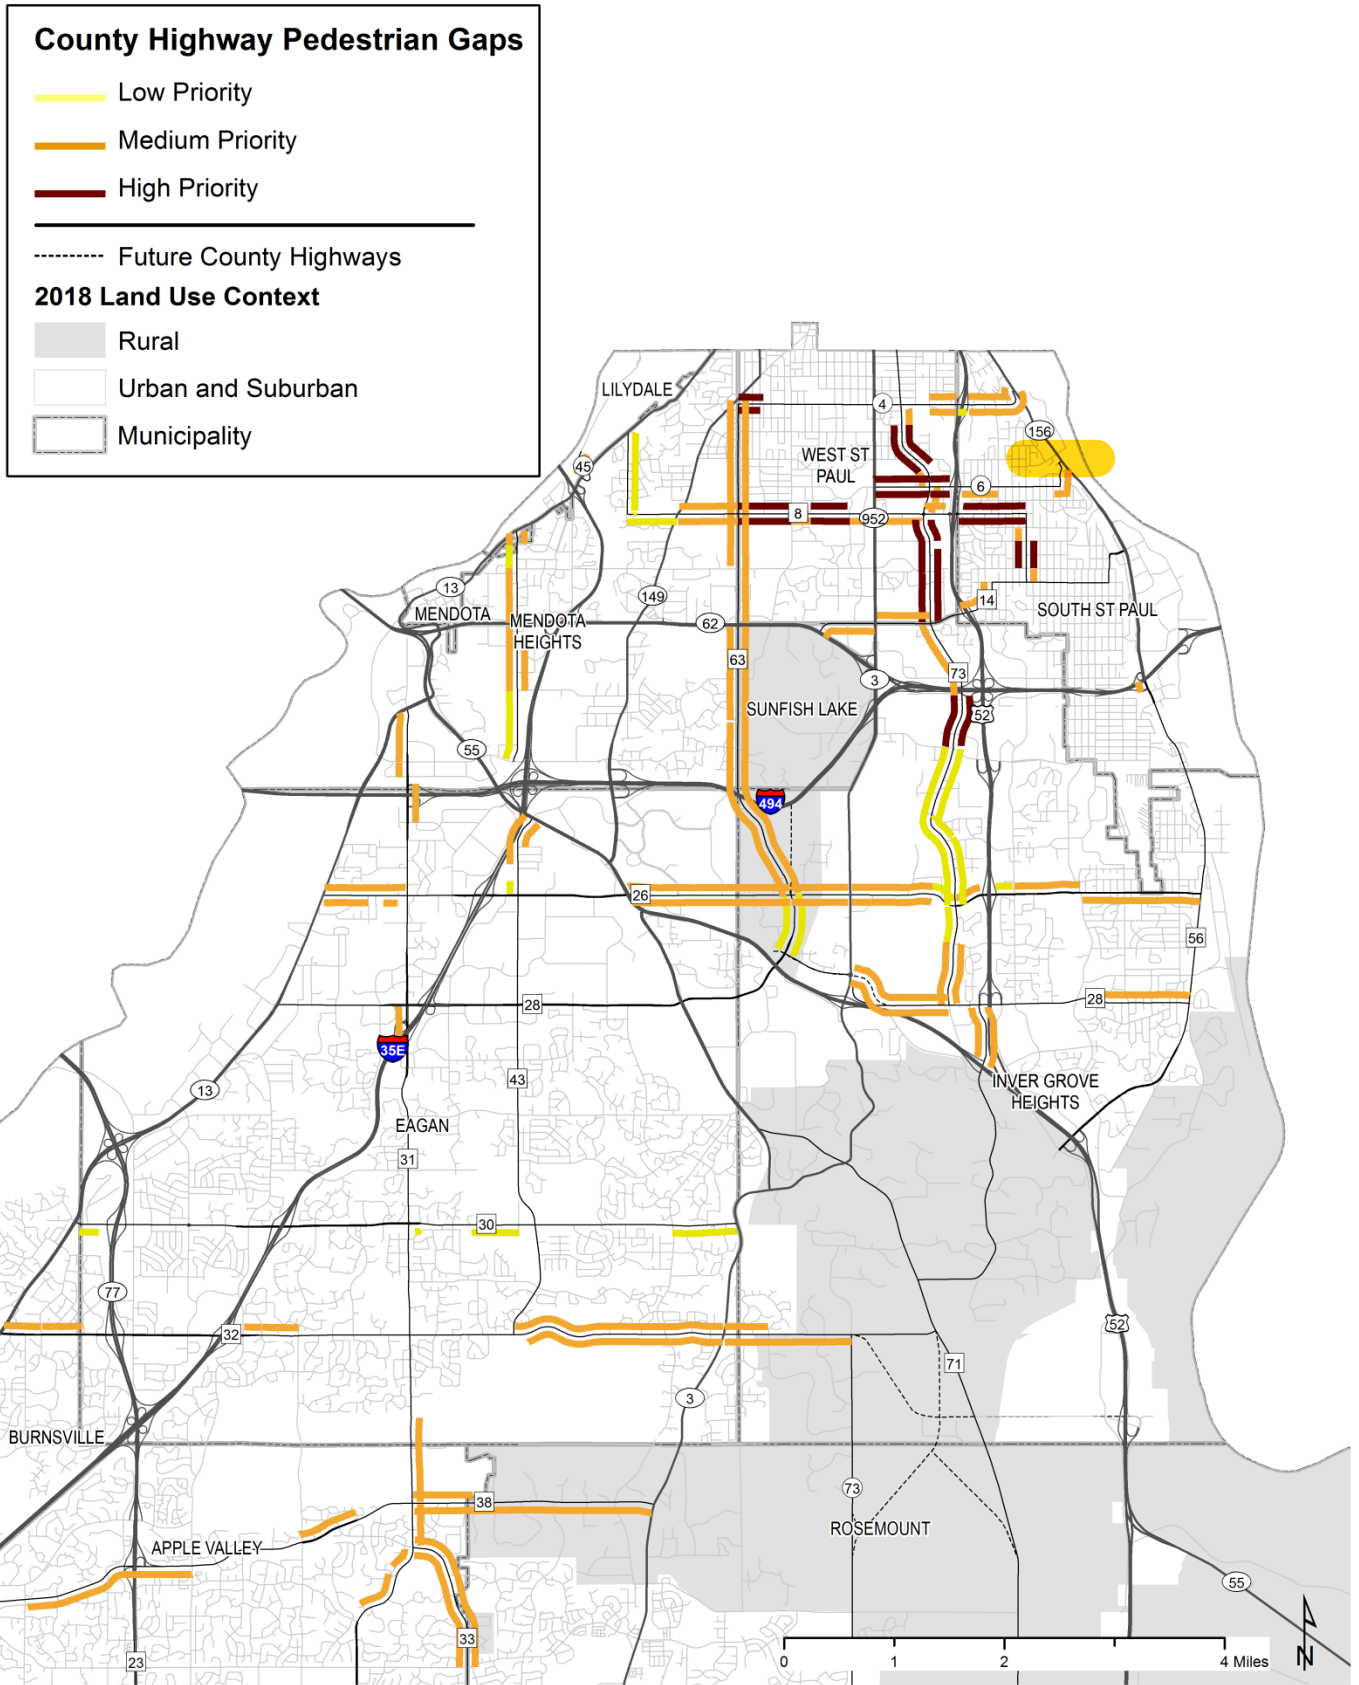 County Highway Pedestrian Gaps
Low Priority
Medium Priority
High Priority
Future County Highways
2018 Land Use Context
Rural
Urban and Suburban
Municipality
LILYDALE
4
156
WEST ST
PAUL
45
6
8
952
13
149
14
MENDOTA
MENDOTA
HEIGHTS
62
SOUTH ST PAUL
63
3
73
SUNFISH LAKE
52
55
494
26
56
28
28
35E
43
13
INVER GROVE
HEIGHTS
EAGAN
31
30
77
32
52
71
3
BURNSVILLE
73
38
ROSEMOUNT
APPLE VALLEY
55
33
23
N
0
1
2
4 Miles